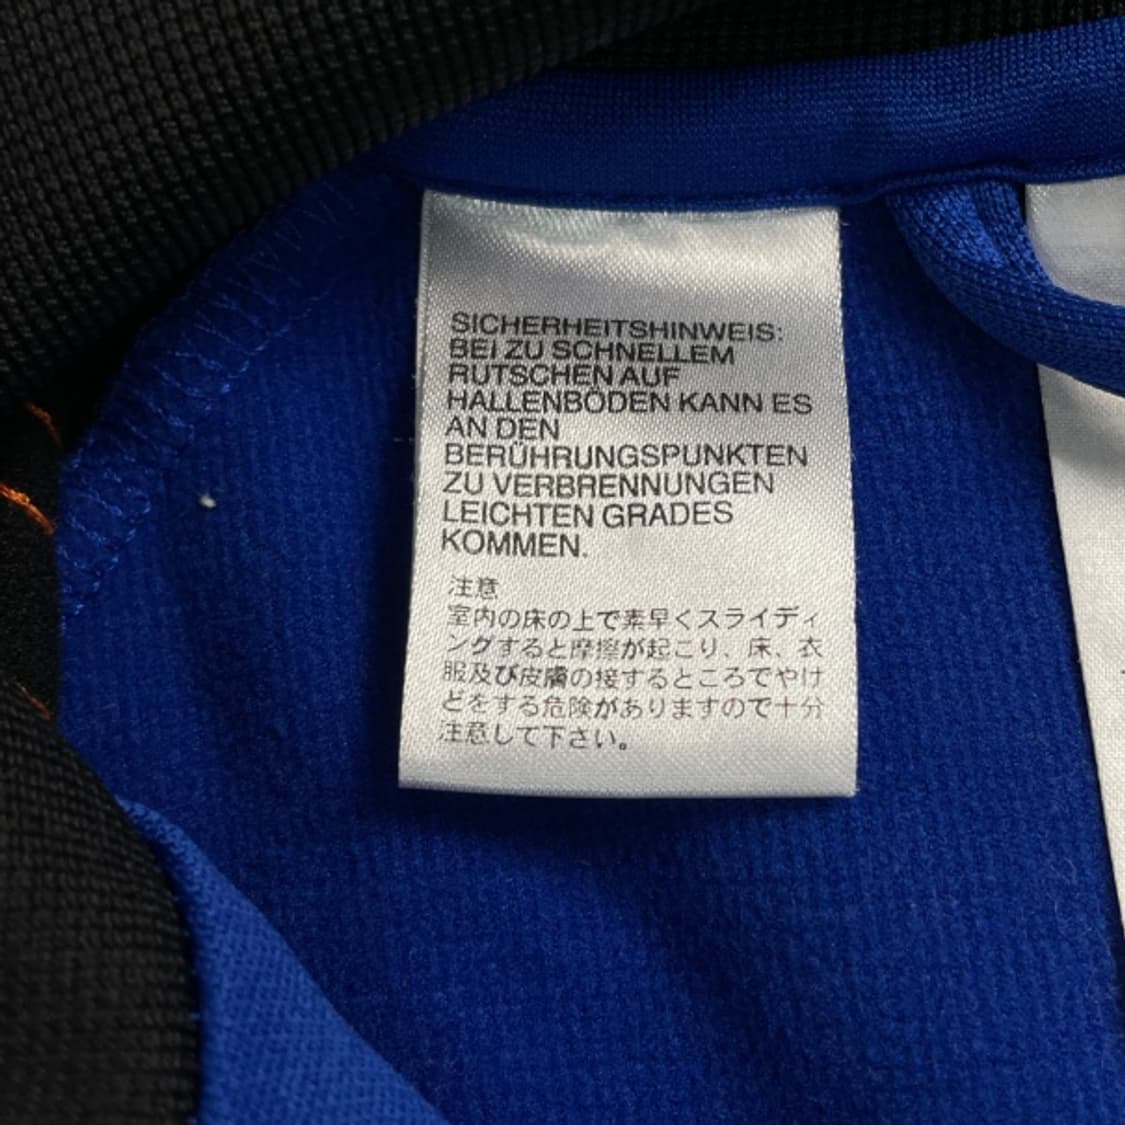 SICHERHEITSHINWEIS:
BEI ZU SCHNELLEM
RUTSCHEN AUF
HALLENBÖDEN KANN ES
AN DEN
BERÜHRUNGSPUNKTEN
ZU VERBRENNUNGEN
LEICHTEN GRADES
KOMMEN.
注意
室内の床の上で素早くスライディ
ングすると摩擦が起こり、床、衣
服及び皮膚の接するところでやけ
どをする危険がありますので十分
注意して下さい。